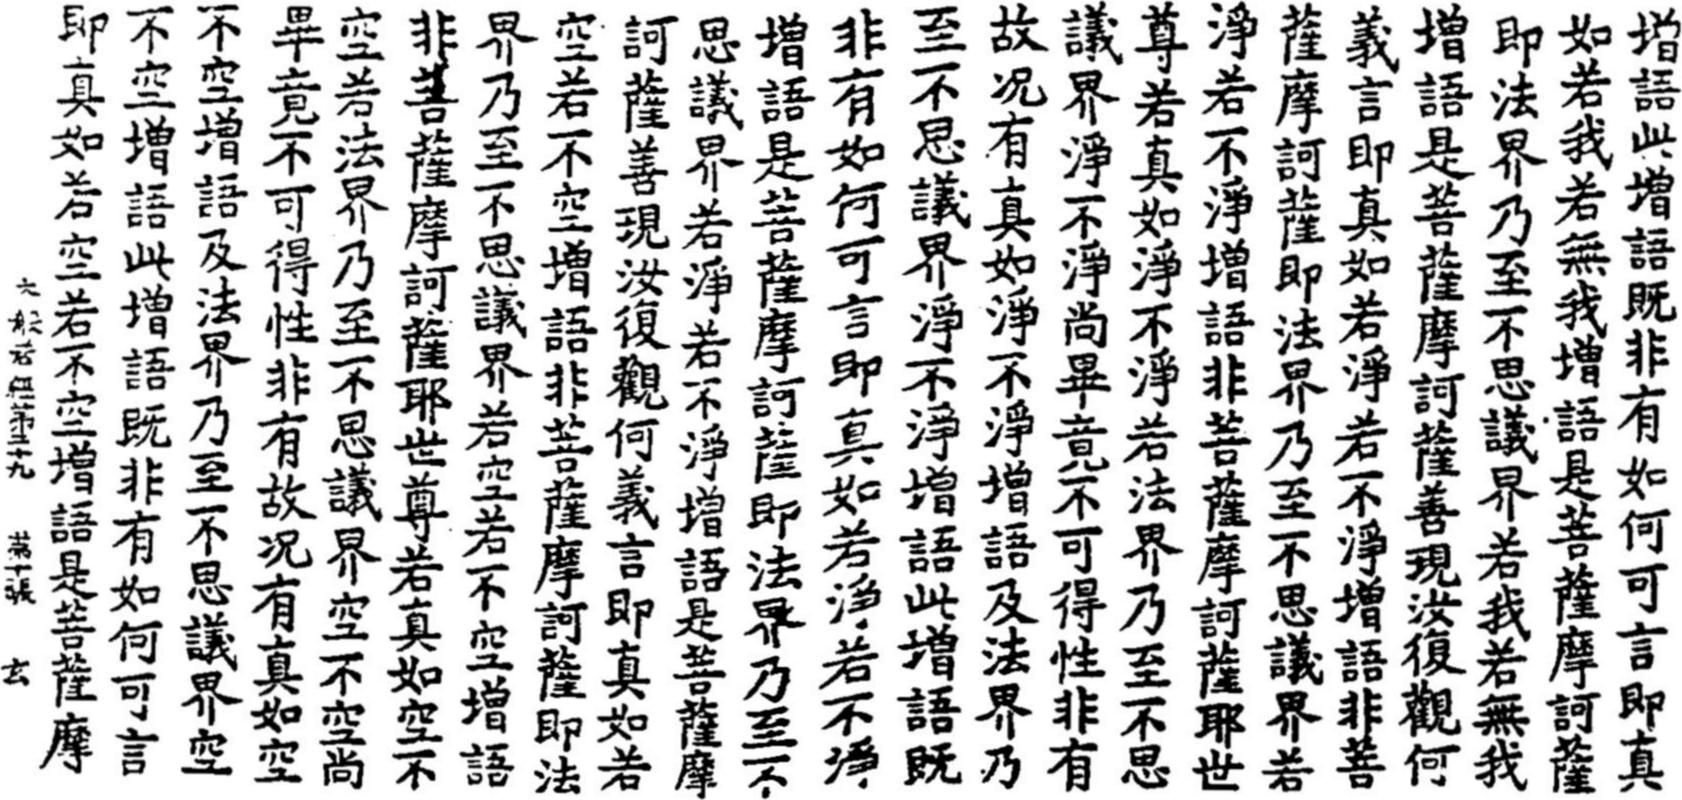 增語此增語既非有如何可言即真
如若我若無我增語是菩薩摩訶薩
即法界乃至不思議界若我若無我
增語是菩薩摩訶薩善現汝復觀何
義言即真如若淨若不淨增語非菩
薩摩訶薩即法界乃至不思議界若
淨若不淨增語非菩薩摩訶薩耶世
尊若真如淨不淨若法界乃至不思
議界淨不淨尚畢竟不可得性非有
故况有真如淨不淨增語及法界乃
至不思議界淨不淨增語此增語既
非有如何可言即真如若淨若不淨
增語是菩薩摩訶薩即法界乃至不
思議界若淨若不淨增語是菩薩摩
訶薩善現汝復觀何義言即真如若
空若不空增語非菩薩摩訶薩即法
界乃至不思議界若空若不空增語
非菩薩摩訶薩耶世尊若真如空不
空若法界乃至不思議界空不空尚
畢竟不可得性非有故况有真如空
不空增語及法界乃至不思議界空
不空增語此增語既非有如何可言
即真如若空若不空增語是菩薩摩
大般若經第二十九 第十張 玄